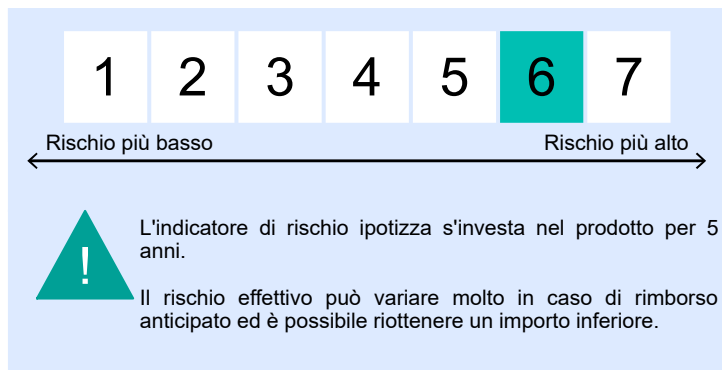 1 2 3 4 5 6 7
Rischio più basso Rischio più alto
L'indicatore di rischio ipotizza s'investa nel prodotto per 5
anni.
!
Il rischio effettivo può variare molto in caso di rimborso
anticipato ed è possibile riottenere un importo inferiore.